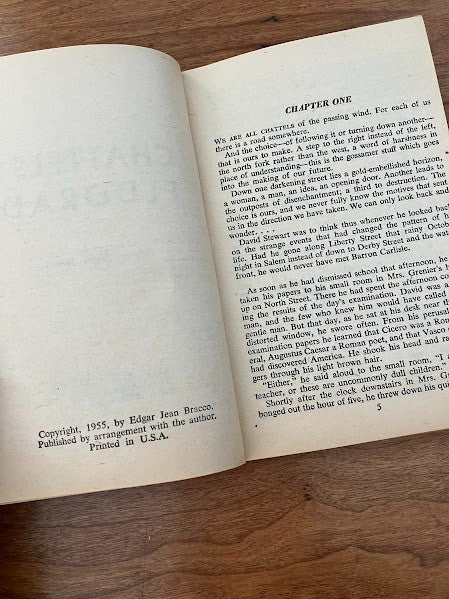 Copyright, 1955, by Edgar Jean Bracco.
Published by arrangement with the author.
Printed in U.S.A.
CHAPTER ONE
WE ARE ALL CHATTELS of the passing wind. For each of us
there is a road somewhere.
And the choice—of following it or turning down another—
that is ours to make. A step to the right instead of the left,
the north fork rather than the west, a word of harshness in
place of understanding—this is the gossamer stuff which goes
into the making of our future.
Down one darkening street lies a gold-embellished horizon,
a woman, a man, an idea, an opening door. Another leads to
the outposts of disenchantment; a third to destruction. The
choice is ours, and we never fully know the motives that sent
us in the direction we have taken. We can only look back and
wonder. . . .
David Stewart was to think thus whenever he looked back
on the strange events that had changed the pattern of h
life. Had he gone along Liberty Street that rainy Octo
night in Salem instead of down to Derby Street and the wat
front, he would never have met Barron Carlisle.
As soon as he had dismissed school that afternoon, he
taken his papers to his small room in Mrs. Grenier's h
up on North Street. There he had spent the afternoon co
ing the results of the day's examination. David was a
man, and the few who knew him would have called
gentle man. But that day, as he sat at his desk near th
distorted window, he swore often. From his perusal
examination papers he learned that Cicero was a Rom
eral, Augustus Caesar a Roman poet, and that Vasco
had discovered America. He shook his head and ra
gers through his light brown hair.
"Either," he said aloud to the small room, "I a
teacher, or these are uncommonly dull children."
Shortly after the clock downstairs in Mrs. Gre
bonged out the hour of five, he threw down his qui
5